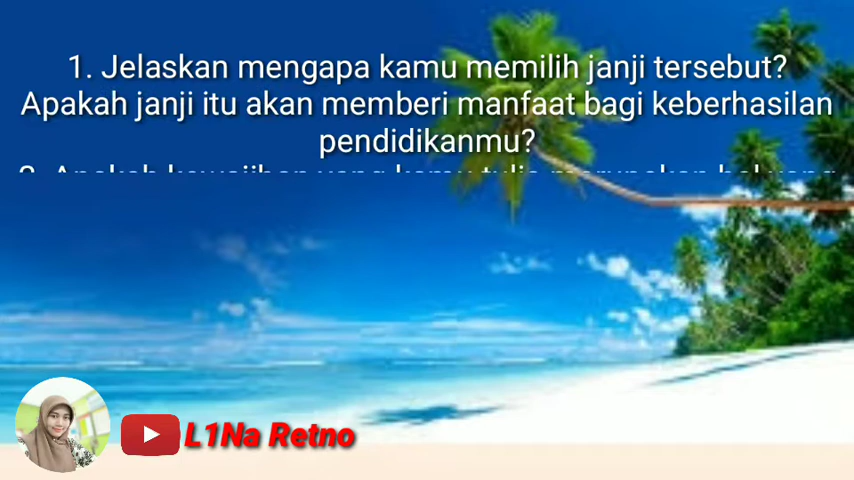 1. Jelaskan mengapa kamu memilih janji tersebut?
Apakah janji itu akan memberi manfaat bagi keberhasilan
pendidikanmu?
L1Na Retno